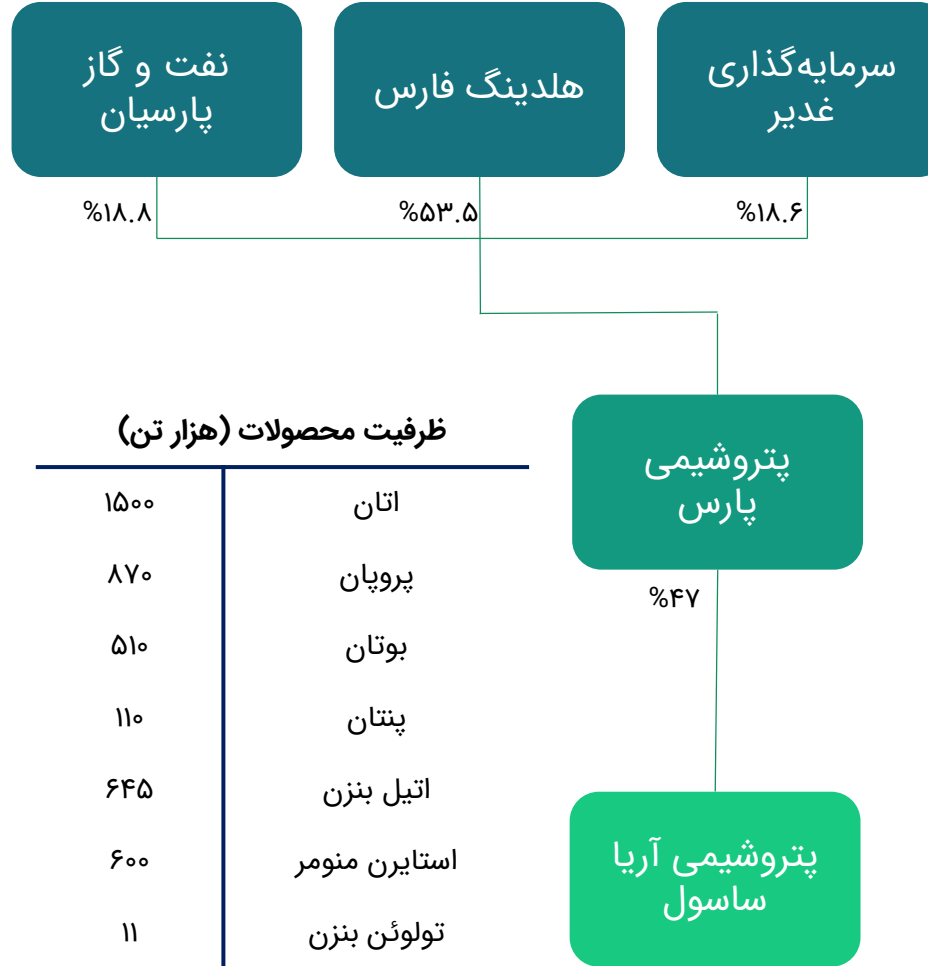 سرمایه‌گذاری
غدیر
هلدینگ فارس
نفت و گاز
پارسیان
%۱۸.۶
%۵۳.۵
%۱۸.۸
پتروشیمی
پارس
%۴۷
پتروشیمی آریا
ساسول
ظرفیت محصولات (هزار تن)
اتان ۱۵۰۰
پروپان ۸۷۰
بوتان ۵۱۰
پنتان ۱۱۰
اتیل بنزن ۶۴۵
استایرن منومر ۶۰۰
تولوئن بنزن ۱۱